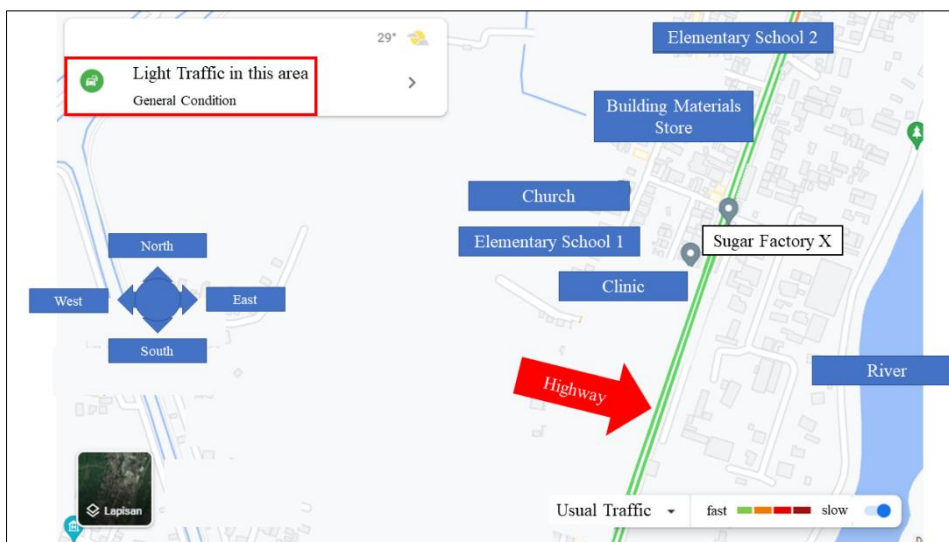 29°
Elementary School 2
Light Traffic in this area
General Condition
Building Materials
Store
Church
Elementary School 1
Sugar Factory X
North
Clinic
West
East
South
River
Highway
Lapisan
Usual Traffic
fast
slow